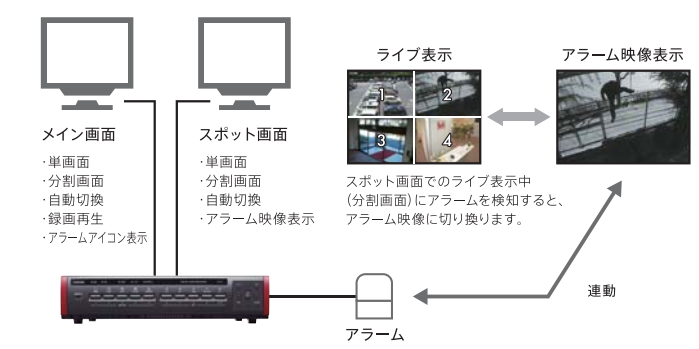 ライブ表示
アラーム映像表示
1
2
3
4
メイン画面
・単画面
・分割画面
・自動切換
・録画再生
・アラームアイコン表示
スポット画面
・単画面
・分割画面
・自動切換
・アラーム映像表示
スポット画面でのライブ表示中
(分割画面)にアラームを検知すると、
アラーム映像に切り換ります。
連動
アラーム